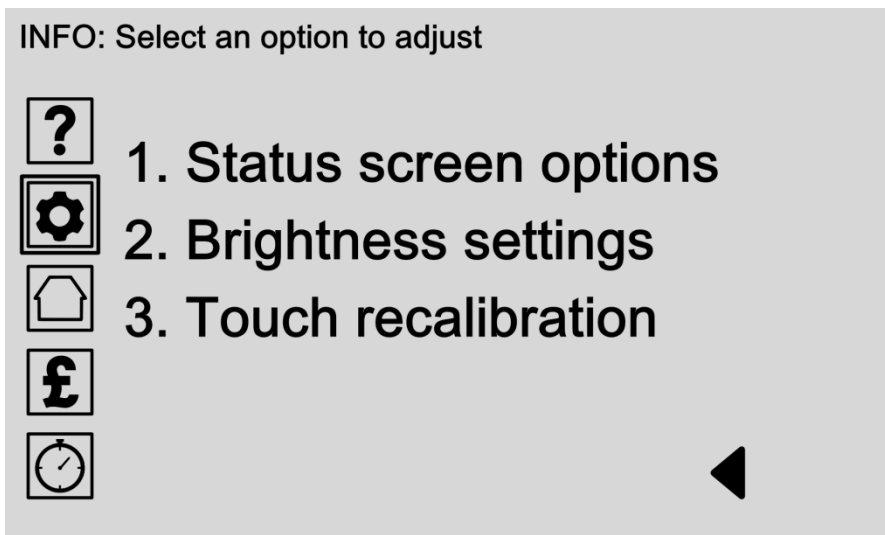 INFO: Select an option to adjust
?
1. Status screen options
2. Brightness settings
3. Touch recalibration
£